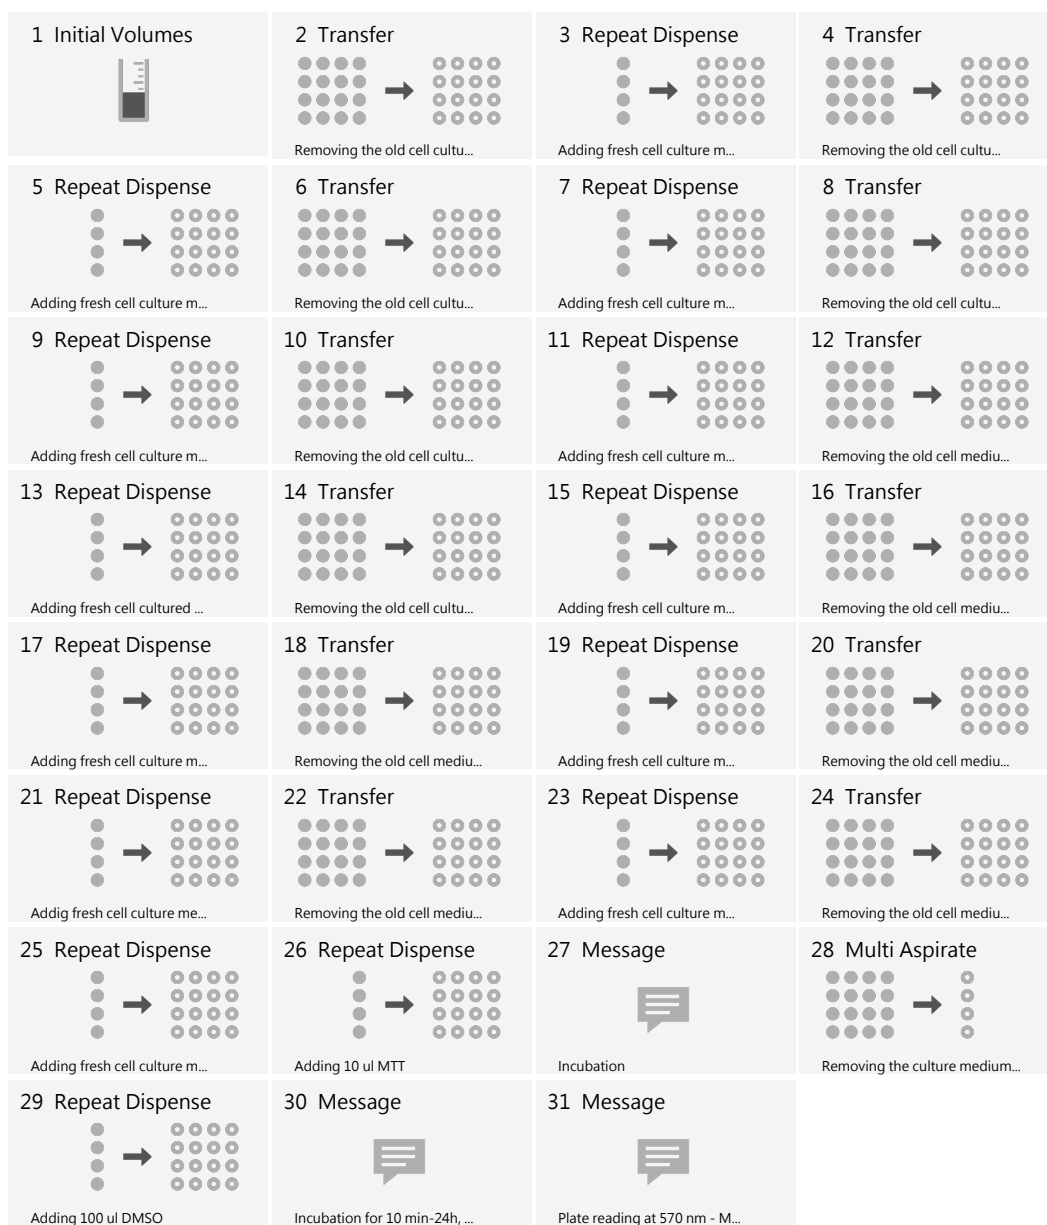 1 Initial Volumes
2 Transfer
Removing the old cell cultu...
3 Repeat Dispense
Adding fresh cell culture m...
4 Transfer
Removing the old cell cultu...
5 Repeat Dispense
Adding fresh cell culture m...
6 Transfer
Removing the old cell cultu...
7 Repeat Dispense
Adding fresh cell culture m...
8 Transfer
Removing the old cell cultu...
9 Repeat Dispense
Adding fresh cell culture m...
10 Transfer
Removing the old cell cultu...
11 Repeat Dispense
Adding fresh cell culture m...
12 Transfer
Removing the old cell mediu...
13 Repeat Dispense
Adding fresh cell cultured ...
14 Transfer
Removing the old cell cultu...
15 Repeat Dispense
Adding fresh cell culture m...
16 Transfer
Removing the old cell mediu...
17 Repeat Dispense
Adding fresh cell culture m...
18 Transfer
Removing the old cell mediu...
19 Repeat Dispense
Adding fresh cell culture m...
20 Transfer
Removing the old cell mediu...
21 Repeat Dispense
Addig fresh cell culture me...
22 Transfer
Removing the old cell mediu...
23 Repeat Dispense
Adding fresh cell culture m...
24 Transfer
Removing the old cell mediu...
25 Repeat Dispense
Adding fresh cell culture m...
26 Repeat Dispense
Adding 10 ul MTT
27 Message
Incubation
28 Multi Aspirate
Removing the culture medium...
29 Repeat Dispense
Adding 100 ul DMSO
30 Message
Incubation for 10 min-24h, ...
31 Message
Plate reading at 570 nm - M...